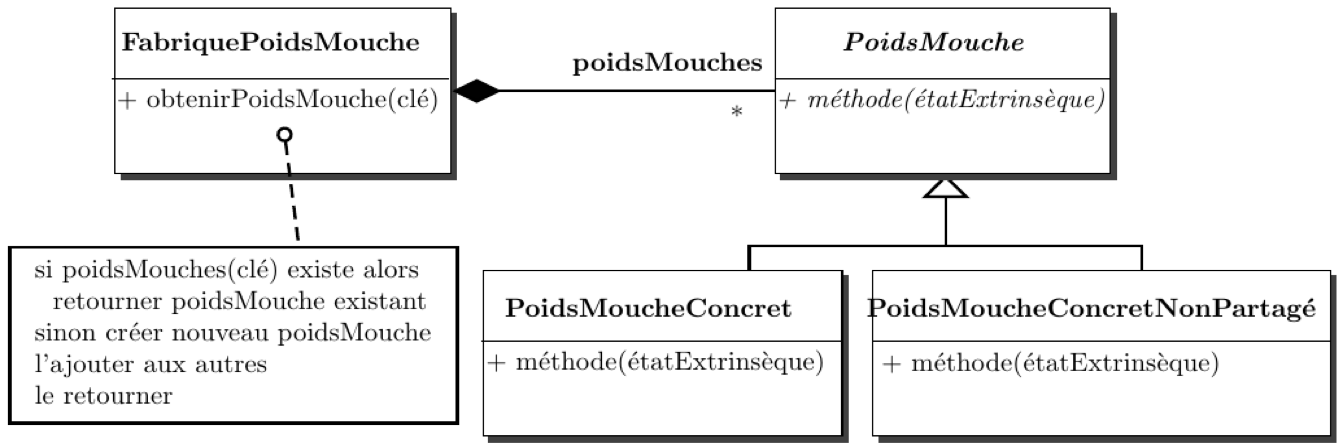 FabriquePoidsMouche
+ obtenirPoidsMouche(clé)
poidsMouches
*
PoidsMouche
+ méthode(étatExtrinsèque)
si poidsMouches(clé) existe alors
retourner poidsMouche existant
sinon créer nouveau poidsMouche
l'ajouter aux autres
le retourner
PoidsMoucheConcret
+ méthode(étatExtrinsèque)
PoidsMoucheConcretNonPartagé
+ méthode(étatExtrinsèque)